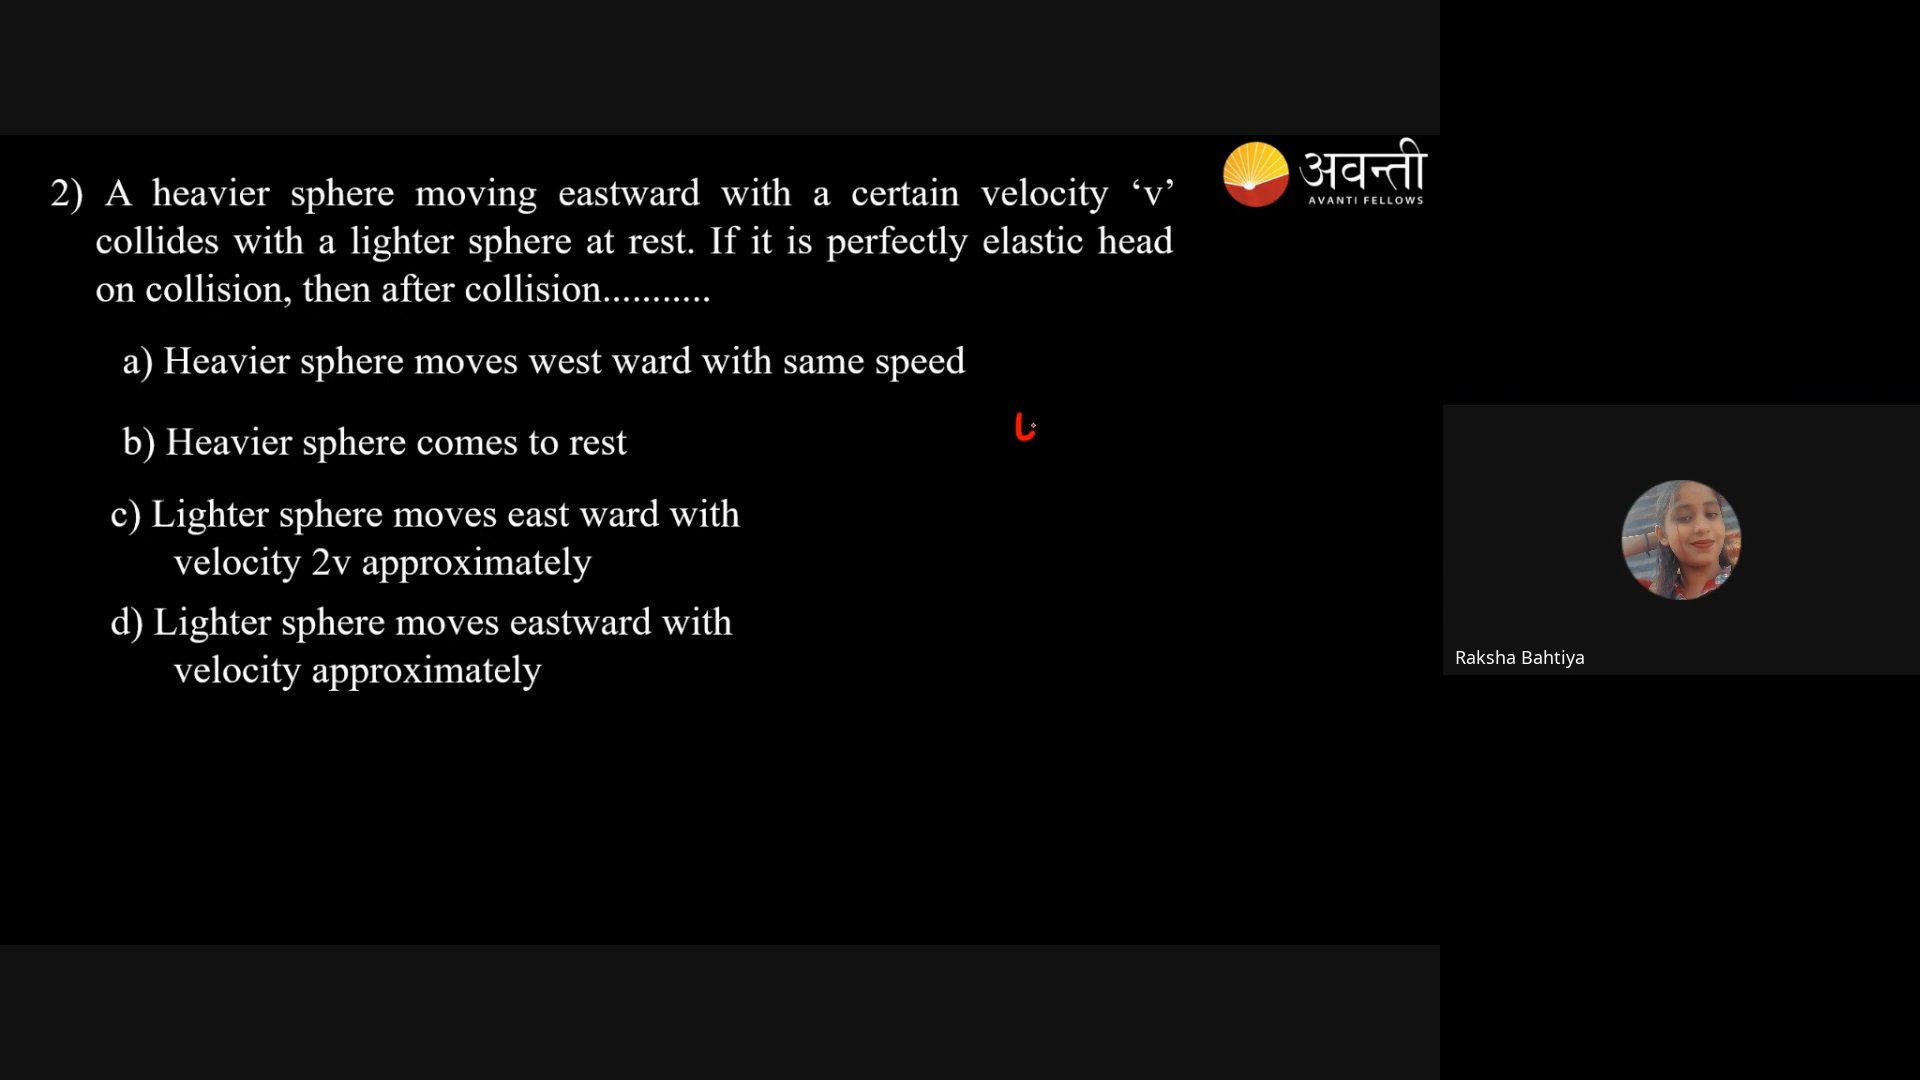 2) A heavier sphere moving eastward with a certain velocity ‘v’
collides with a lighter sphere at rest. If it is perfectly elastic head
on collision, then after collision...........
a) Heavier sphere moves west ward with same speed
b) Heavier sphere comes to rest
c) Lighter sphere moves east ward with
velocity 2v approximately
d) Lighter sphere moves eastward with
velocity approximately
अवन्ती
AVANTI FELLOWS
Raksha Bahtiya